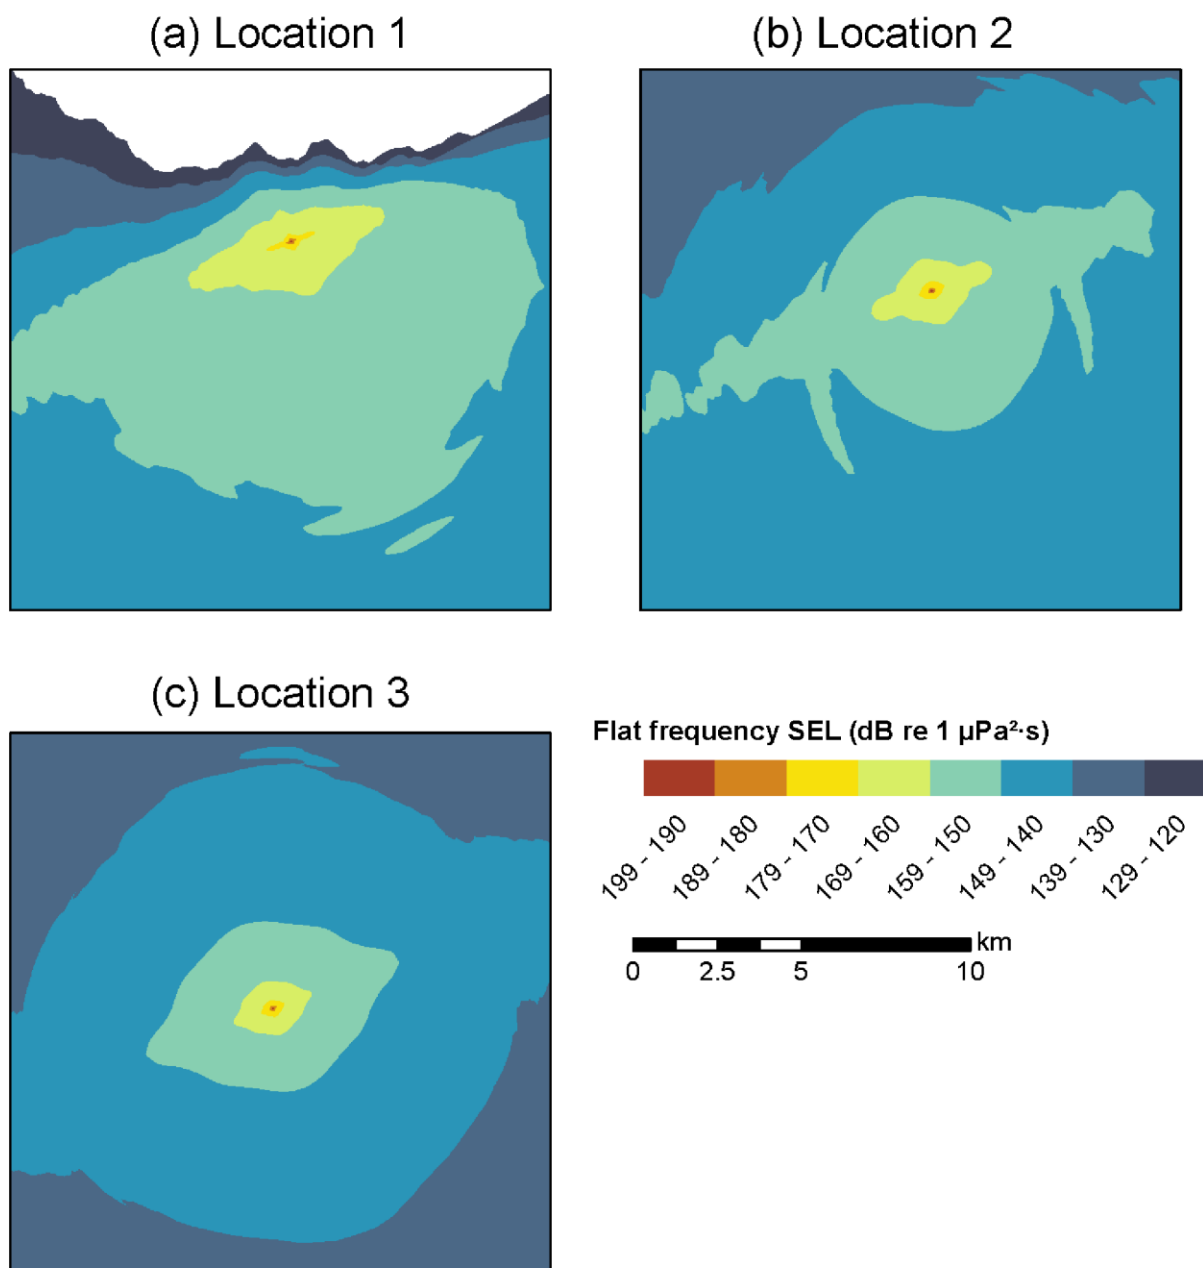 (a) Location 1
(b) Location 2
(c) Location 3
Flat frequency SEL (dB re 1 µPa²·s)
199 - 190
189 - 180
179 - 170
169 - 160
159 - 150
149 - 140
139 - 130
129 - 120
km
0 2.5 5 10